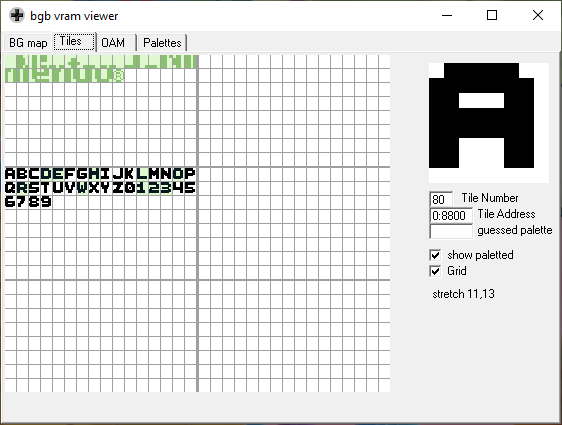 bgb vram viewer
BG map Tiles OAM Palettes
ABCDEFGHIJKLMNOP
QRSTUVWXYZ012345
6789
A
80 Tile Number
0:8800 Tile Address
guessed palette
show paletted
Grid
stretch 11,13